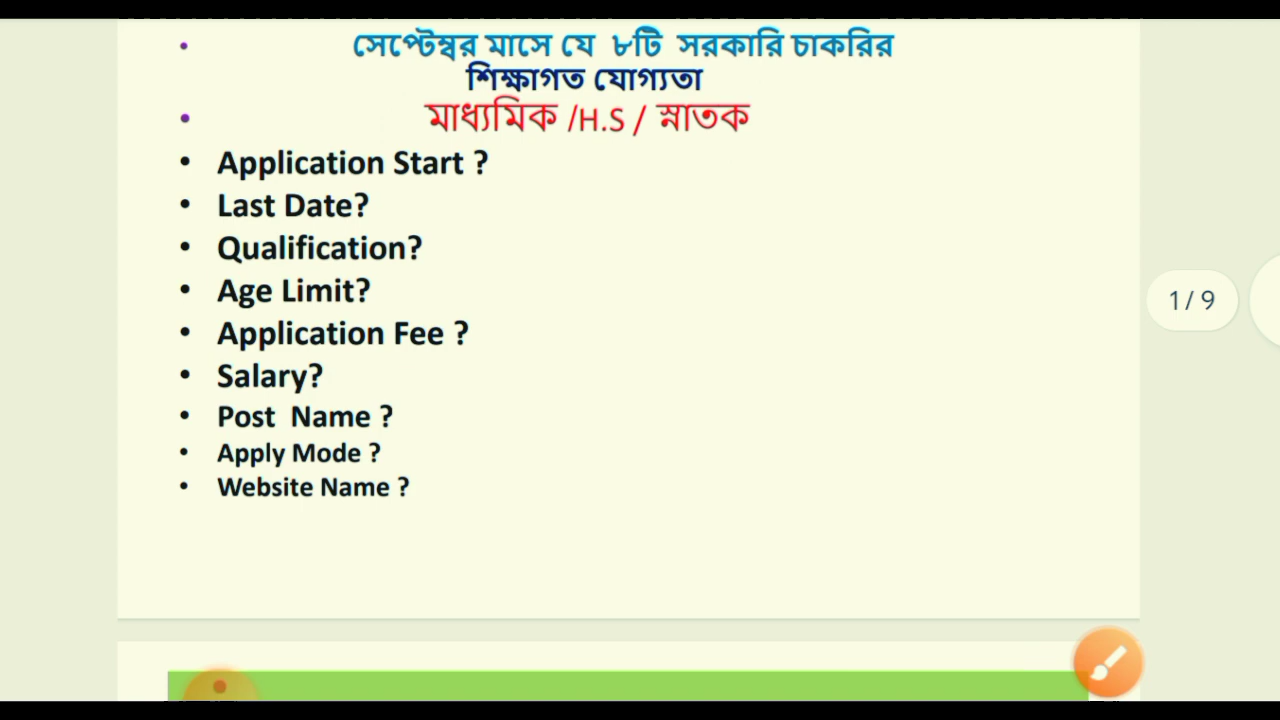 সেপ্টেম্বর মাসে যে ৮টি সরকারি চাকরির
শিক্ষাগত যোগ্যতা
মাধ্যমিক /H.S / স্নাতক
Application Start ?
Last Date?
Qualification?
Age Limit?
Application Fee ?
Salary?
Post Name ?
Apply Mode ?
Website Name ?
1 / 9